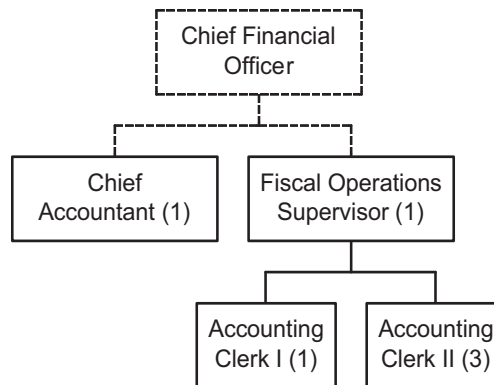 Chief Financial
Officer
Chief
Accountant (1)
Fiscal Operations
Supervisor (1)
Accounting
Clerk I (1)
Accounting
Clerk II (3)